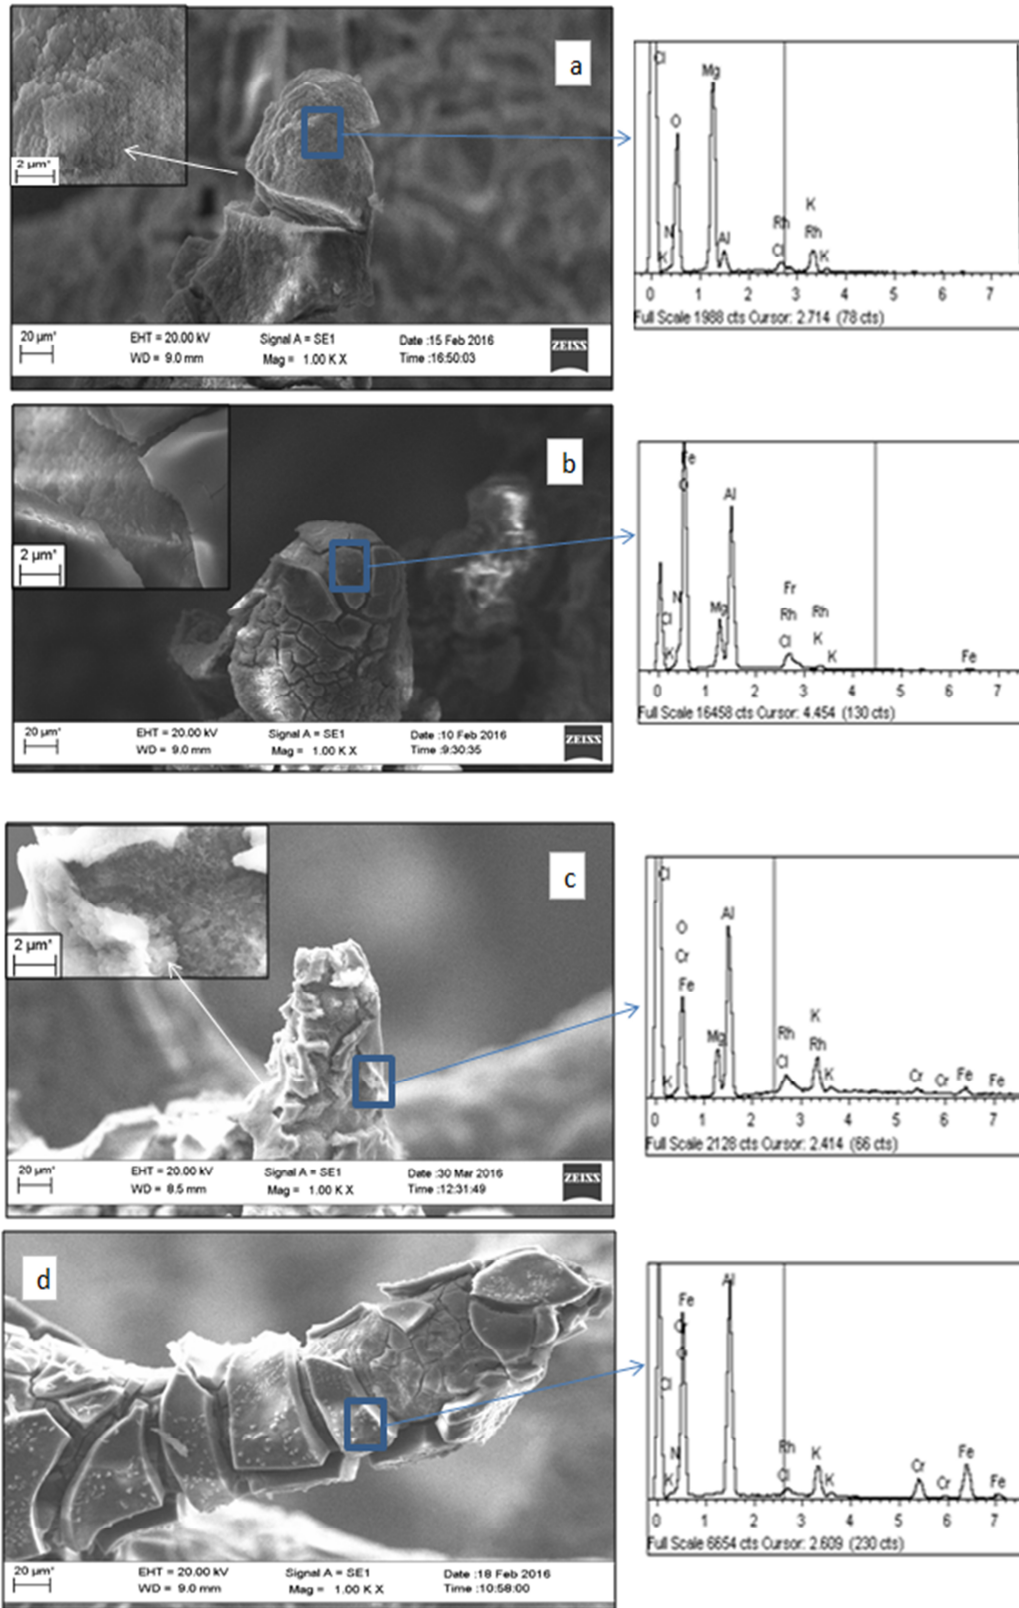 a
2 µm*
20 µm*
EHT = 20.00 kV
WD = 9.0 mm
Signal A = SE1
Mag = 1.00 K X
Date :15 Feb 2016
Time :16:50:03
ZEISS
Cl
Mg
O
K
N
Rh
Rh
Al
Cl
K
K
0 1 2 3 4 5 6 7
Full Scale 1988 cts Cursor: 2.714 (78 cts)
b
2 µm*
20 µm*
EHT = 20.00 kV
WD = 9.0 mm
Signal A = SE1
Mag = 1.00 K X
Date :10 Feb 2016
Time :9:30:35
ZEISS
Fe
O
Al
Fr
N
Mg
Rh
Rh
Cl
Cl
K
K
K
Fe
0 1 2 3 4 5 6 7
Full Scale 16458 cts Cursor: 4.454 (130 cts)
c
2 µm*
20 µm*
EHT = 20.00 kV
WD = 8.5 mm
Signal A = SE1
Mag = 1.00 K X
Date :30 Mar 2016
Time :12:31:49
ZEISS
Cl
O
Al
Cr
Fe
K
Mg
Rh
Rh
Cl
K
K
Cr
Cr
Fe
Fe
0 1 2 3 4 5 6 7
Full Scale 2128 cts Cursor: 2.414 (66 cts)
d
20 µm*
EHT = 20.00 kV
WD = 9.0 mm
Signal A = SE1
Mag = 1.00 K X
Date :18 Feb 2016
Time :10:58:00
ZEISS
Al
Fe
Cl
N
Rh
K
K
Cl
K
Cr
Cr
Fe
Fe
0 1 2 3 4 5 6 7
Full Scale 6654 cts Cursor: 2.609 (230 cts)